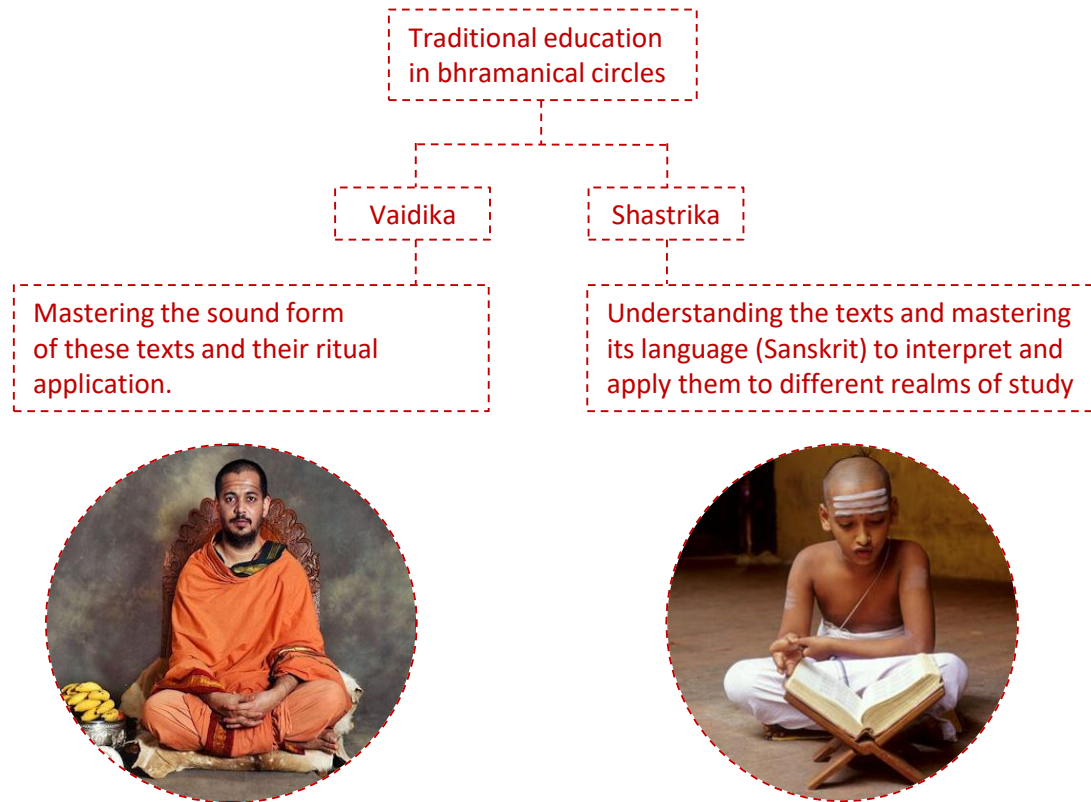 Traditional education
in bhramanical circles
Vaidika
Shastrika
Mastering the sound form
of these texts and their ritual
application.
Understanding the texts and mastering
its language (Sanskrit) to interpret and
apply them to different realms of study